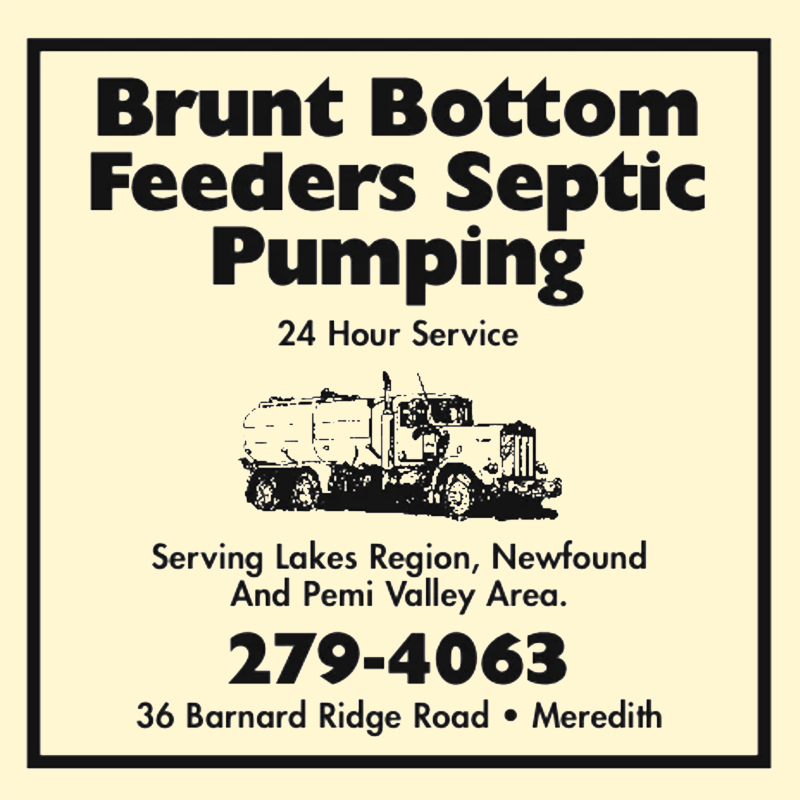 Brunt Bottom
Feeders Septic
Pumping
24 Hour Service
Serving Lakes Region, Newfound
And Pemi Valley Area.
279-4063
36 Barnard Ridge Road • Meredith